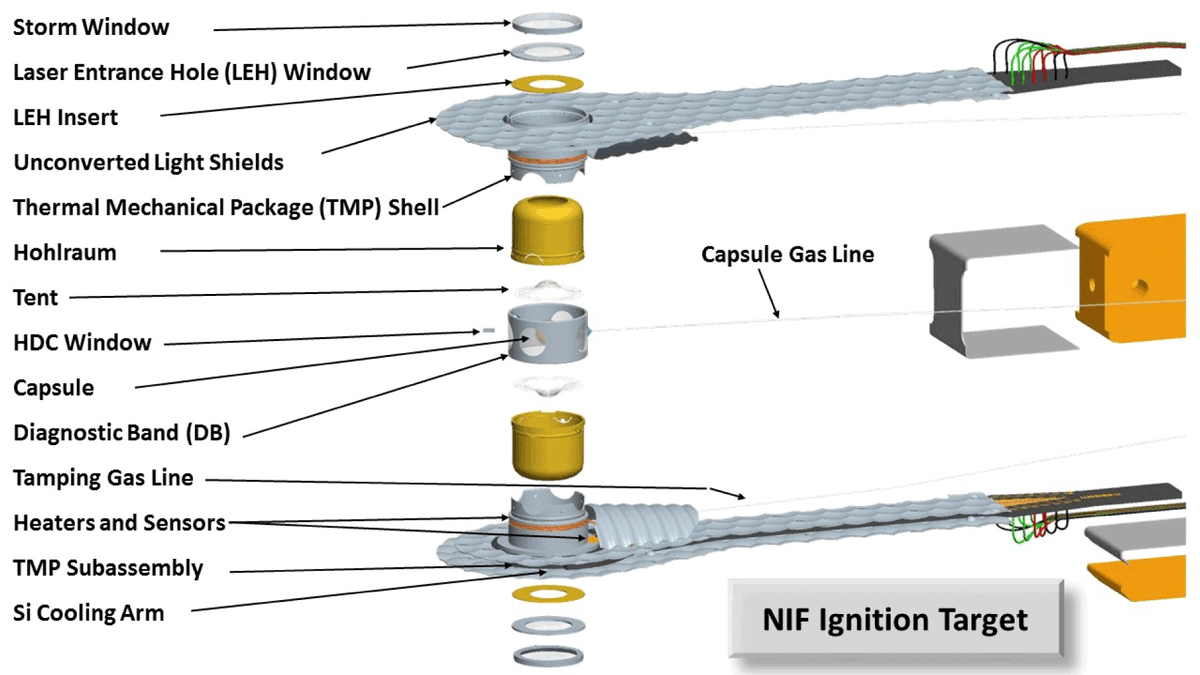 Storm Window
Laser Entrance Hole (LEH) Window
LEH Insert
Unconverted Light Shields
Thermal Mechanical Package (TMP) Shell
Hohlraum
Capsule Gas Line
Tent
HDC Window
Capsule
Diagnostic Band (DB)
Tamping Gas Line
Heaters and Sensors
TMP Subassembly
Si Cooling Arm
NIF Ignition Target